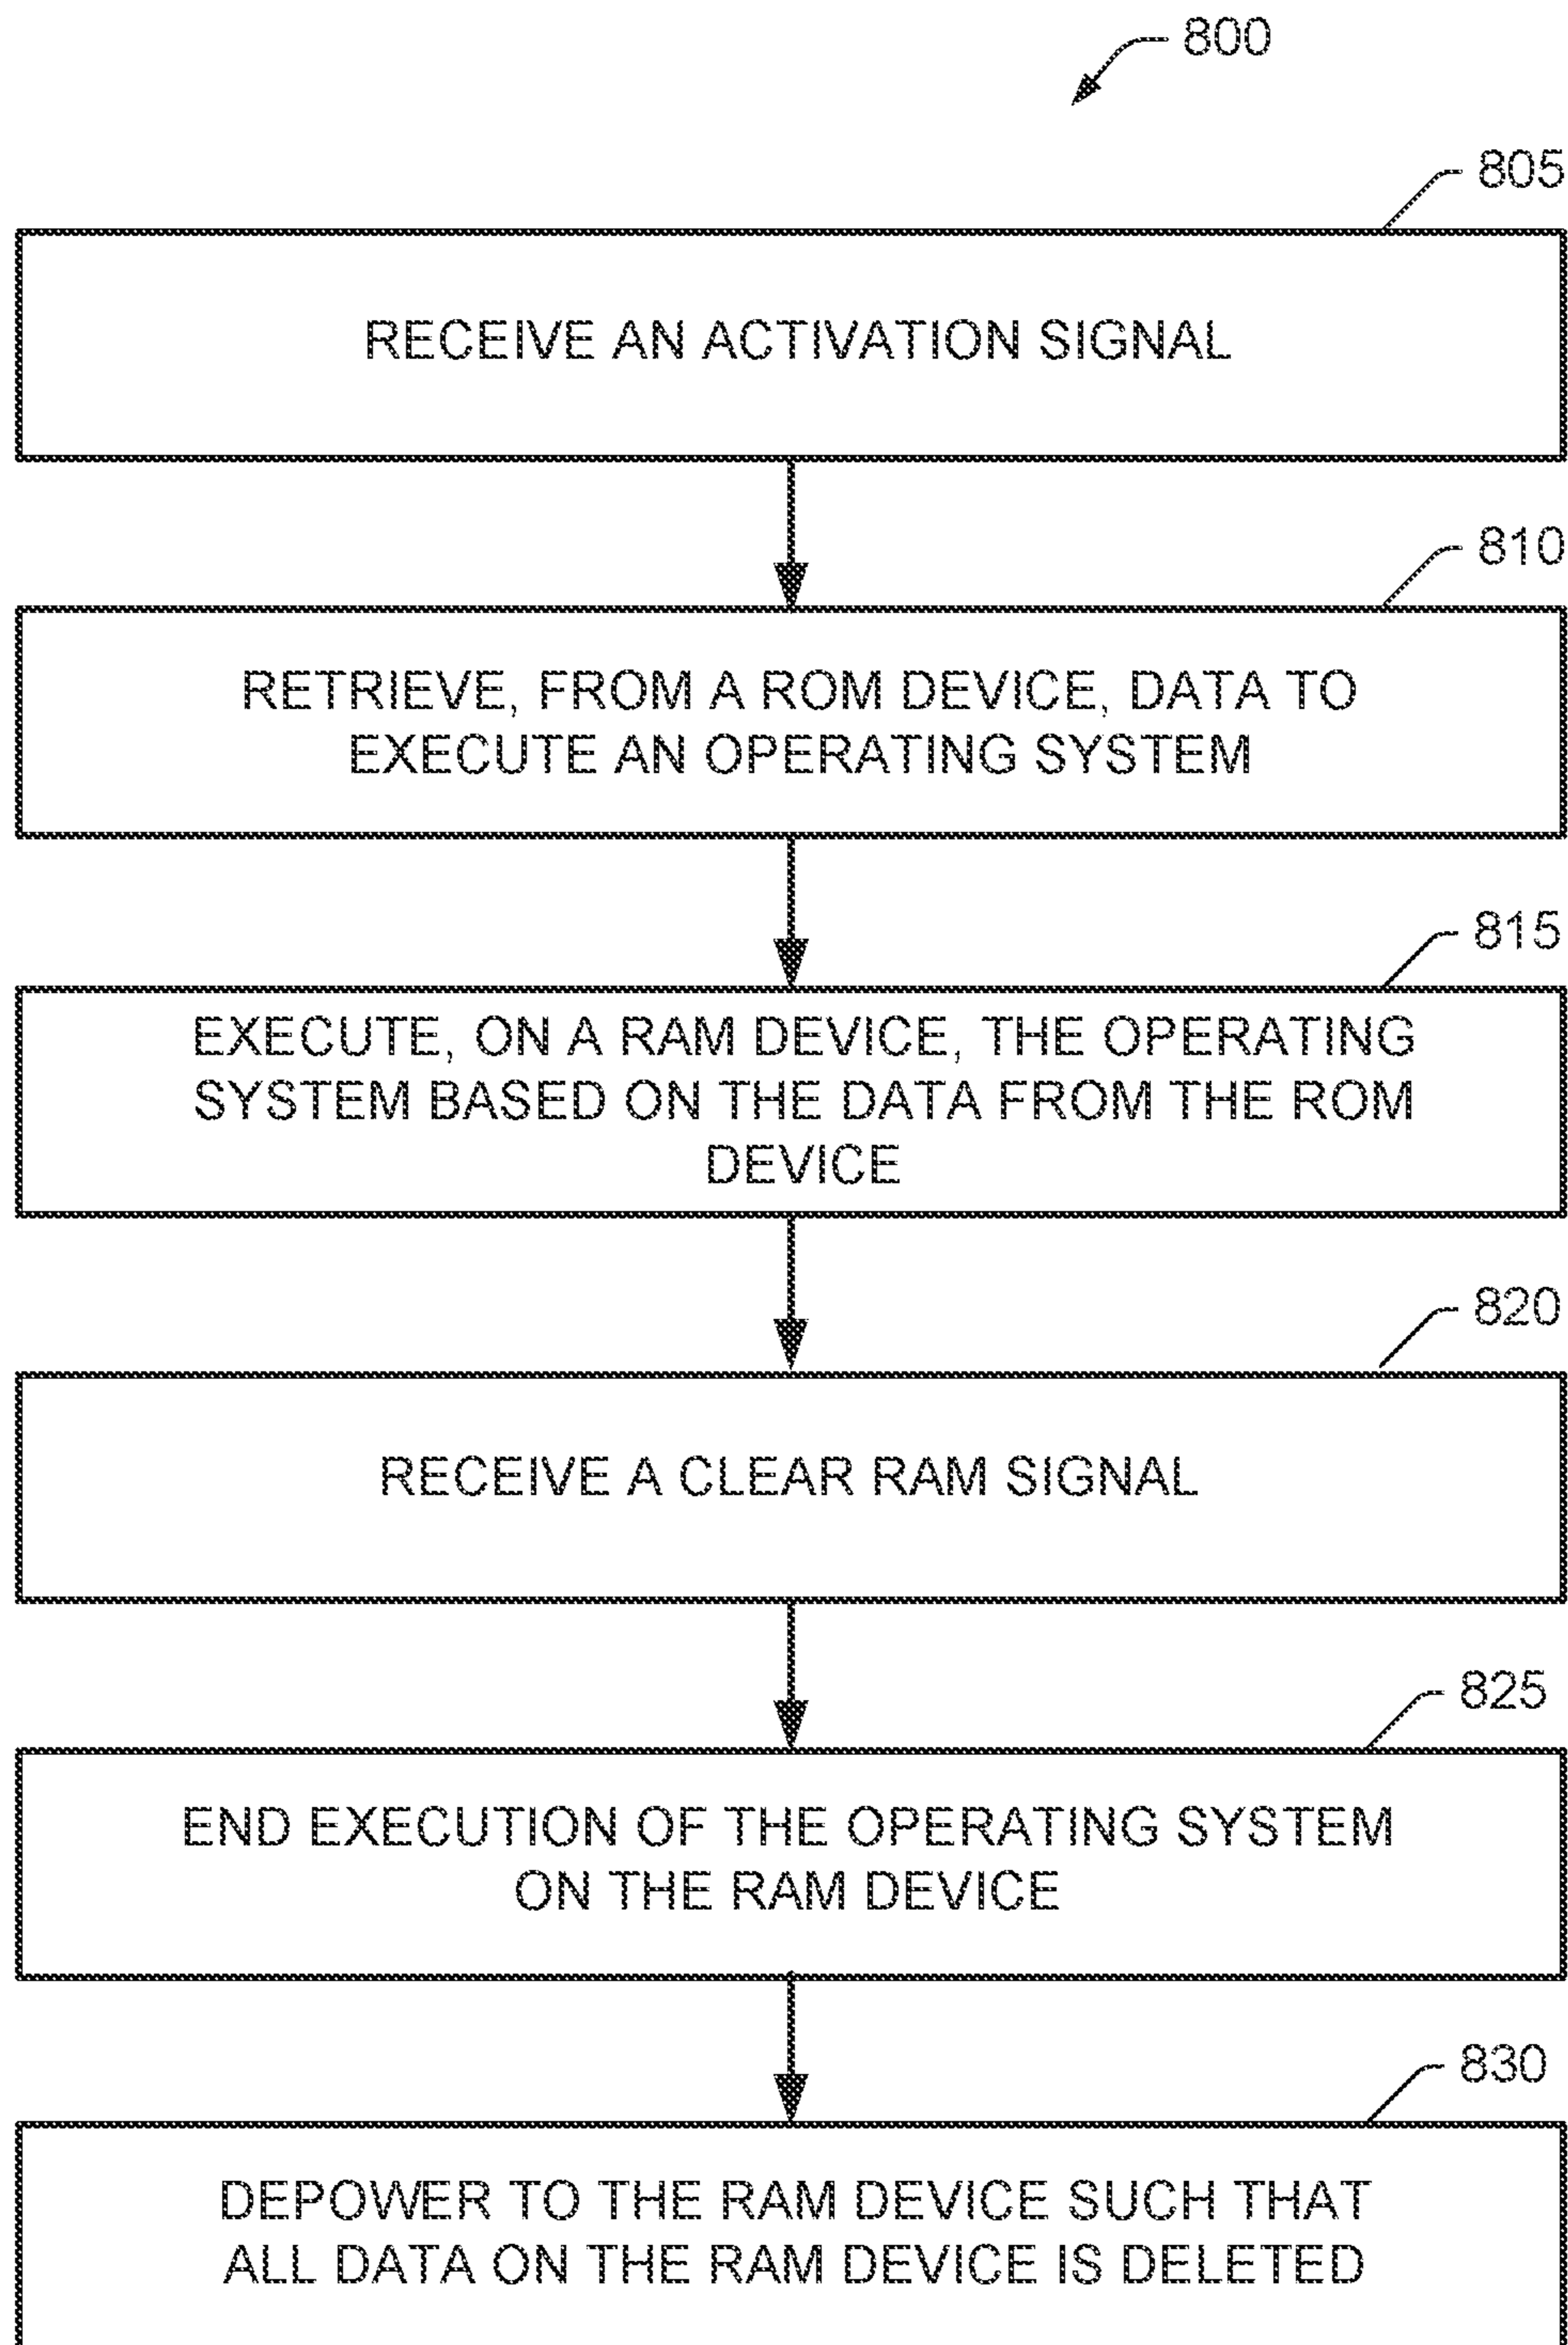 800
805
RECEIVE AN ACTIVATION SIGNAL
810
RETRIEVE, FROM A ROM DEVICE, DATA TO
EXECUTE AN OPERATING SYSTEM
815
EXECUTE, ON A RAM DEVICE, THE OPERATING
SYSTEM BASED ON THE DATA FROM THE ROM
DEVICE
820
RECEIVE A CLEAR RAM SIGNAL
825
END EXECUTION OF THE OPERATING SYSTEM
ON THE RAM DEVICE
830
DEPOWER TO THE RAM DEVICE SUCH THAT
ALL DATA ON THE RAM DEVICE IS DELETED